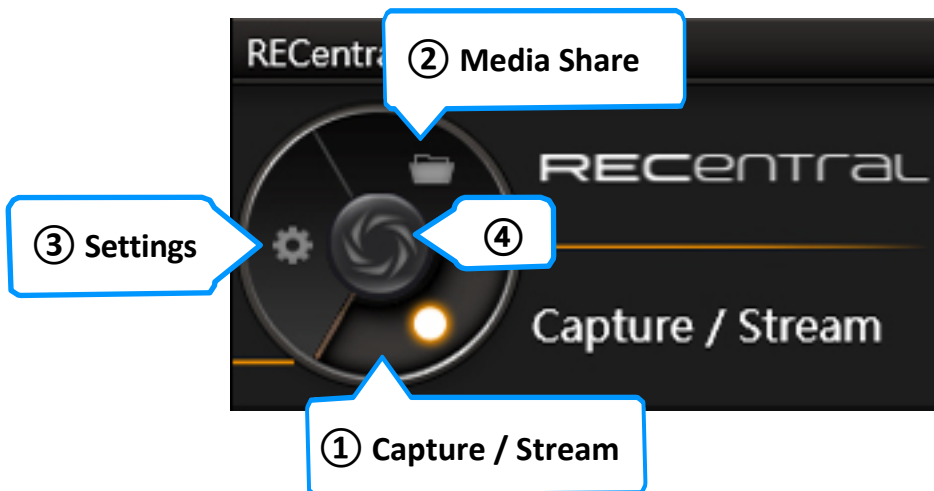 RECentra
② Media Share
RECentral
③ Settings
④
Capture / Stream
① Capture / Stream